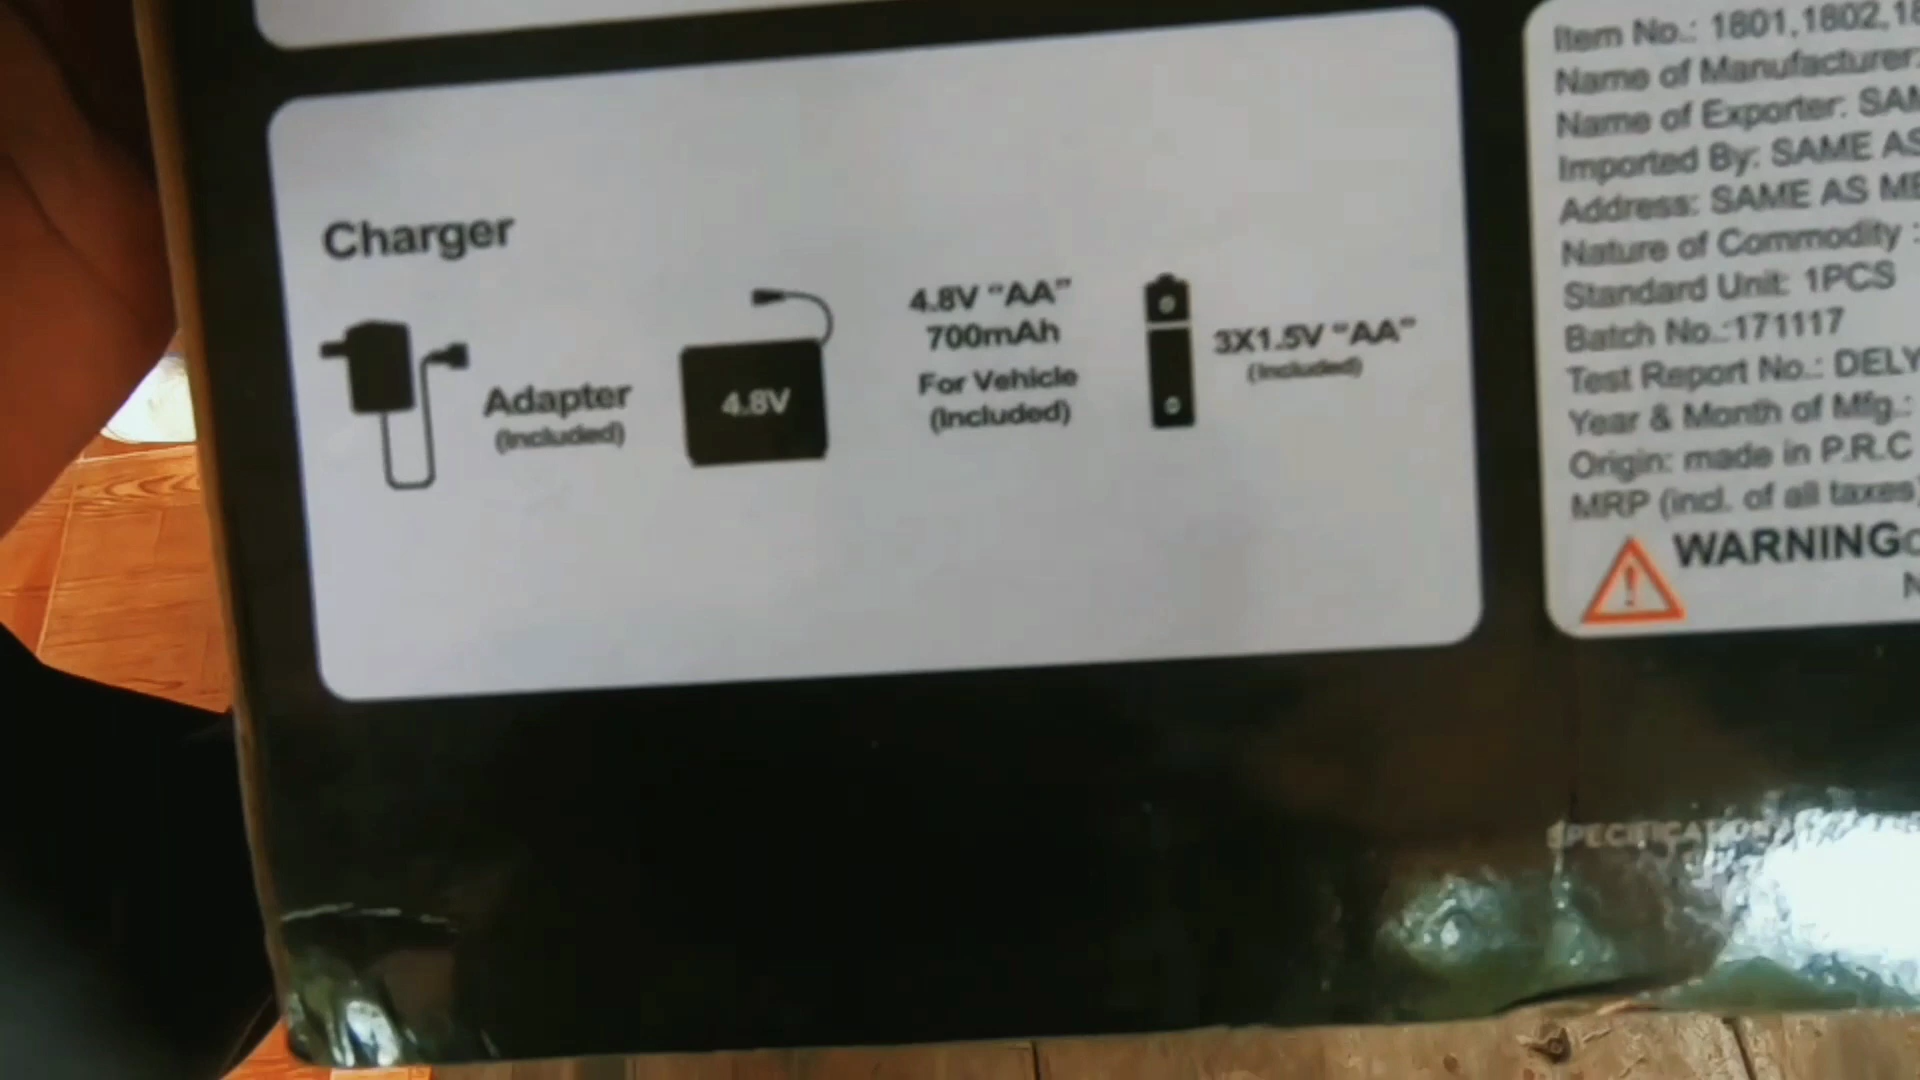 Charger
Adapter
(Included)
4.8V
4.8V “AA”
700mAh
For Vehicle
(Included)
3X1.5V “AA”
(Included)
Item No.: 1801,1802,18
Name of Manufacturer:
Name of Exporter: SAM
Imported By: SAME AS
Address: SAME AS ME
Nature of Commodity :
Standard Unit: 1PCS
Batch No.:171117
Test Report No.: DELY
Year & Month of Mfg.:
Origin: made in P.R.C
MRP (incl. of all taxes)
WARNING